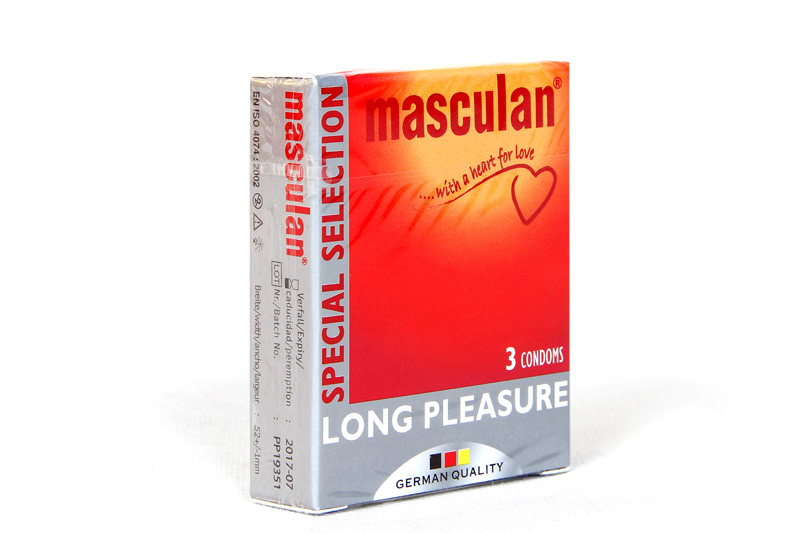 masculan®
....with a heart for love
3 CONDOMS
LONG PLEASURE
GERMAN QUALITY
SPECIAL SELECTION
masculan®
Verfall/Expiry/
caducidad/péremption : 2017-07
LOT Nr./Batch No. : PP19351
EN ISO 4074 : 2002
Breite/width/ancho/largeur : 52+/-1mm